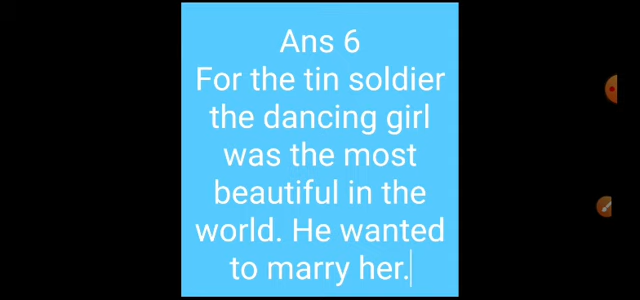 Ans 6
For the tin soldier
the dancing girl
was the most
beautiful in the
world. He wanted
to marry her.